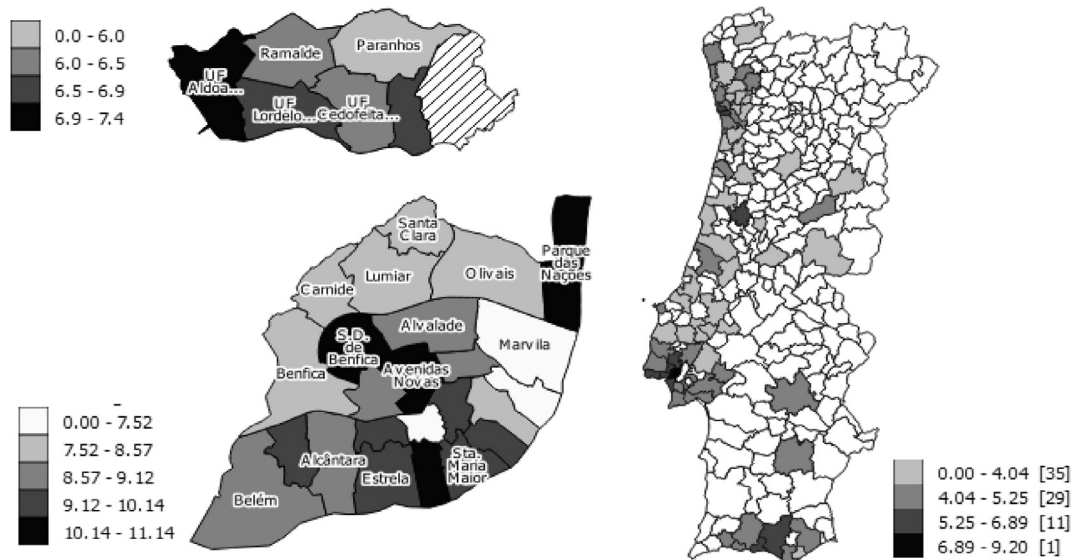 0.0 - 6.0
6.0 - 6.5
6.5 - 6.9
6.9 - 7.4
Ramalde
Paranhos
UF
Aldoa...
UF
Lordelo...
UF
Cedofeita...
Santa
Clara
Parque
das
Nações
Lumiar
Olivais
Carnide
S.D.
de
Benfica
Alvalade
Marvila
Benfica
Avenidas
Novas
Alcântara
Estrela
Sta.
Maria
Maior
Belém
0.00 - 7.52
7.52 - 8.57
8.57 - 9.12
9.12 - 10.14
10.14 - 11.14
0.00 - 4.04 [35]
4.04 - 5.25 [29]
5.25 - 6.89 [11]
6.89 - 9.20 [1]